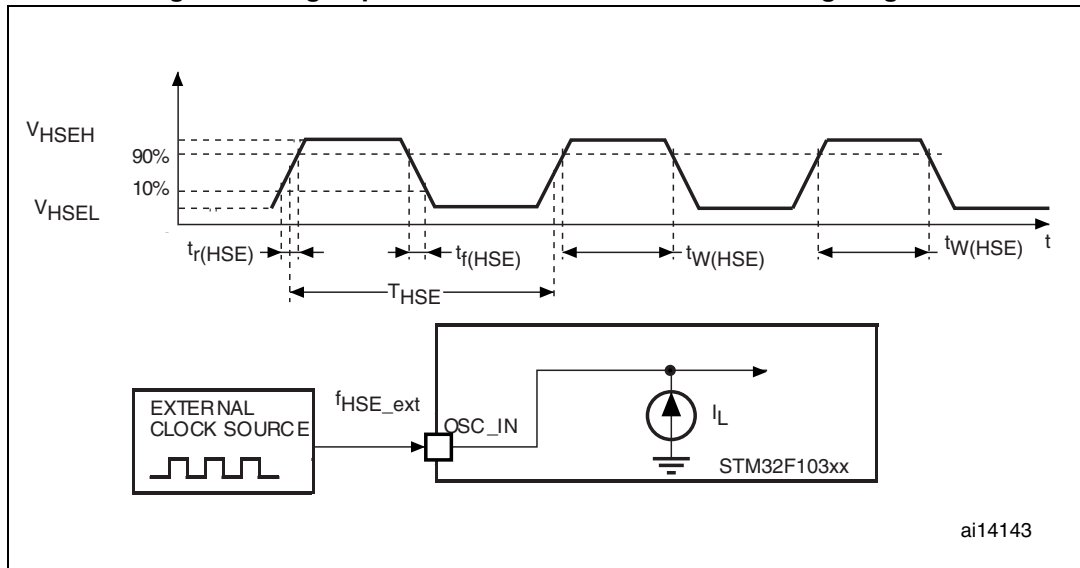 VHSEH
90%
10%
VHSEL
tr(HSE)
tf(HSE)
tW(HSE)
tW(HSE)
t
THSE
EXTERNAL
CLOCK SOURCE
fHSE_ext
OSC_IN
IL
STM32F103xx
ai14143